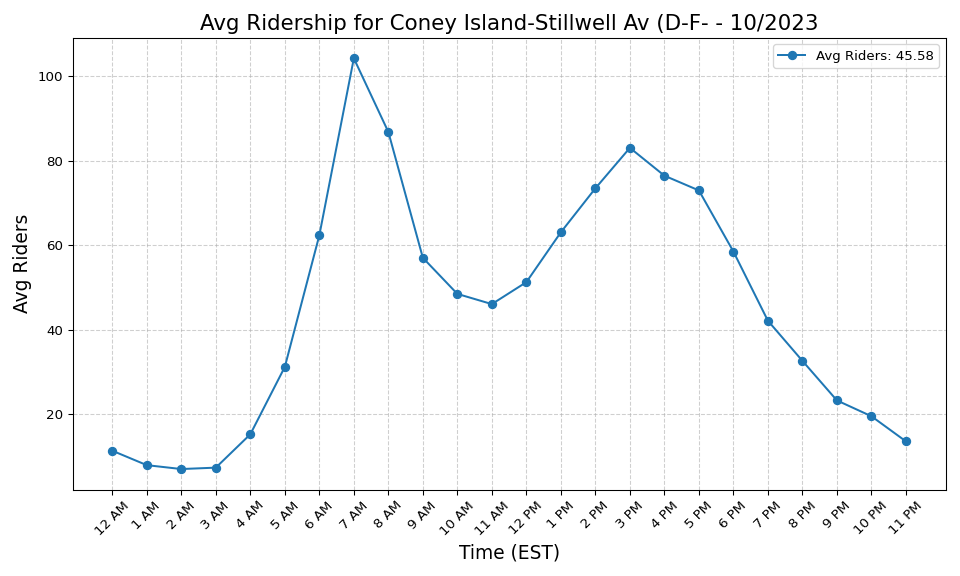 Avg Ridership for Coney Island-Stillwell Av (D-F- - 10/2023
Avg Riders: 45.58
Avg Riders
100
80
60
40
20
12 AM 1 AM 2 AM 3 AM 4 AM 5 AM 6 AM 7 AM 8 AM 9 AM 10 AM 11 AM 12 PM 1 PM 2 PM 3 PM 4 PM 5 PM 6 PM 7 PM 8 PM 9 PM 10 PM 11 PM
Time (EST)